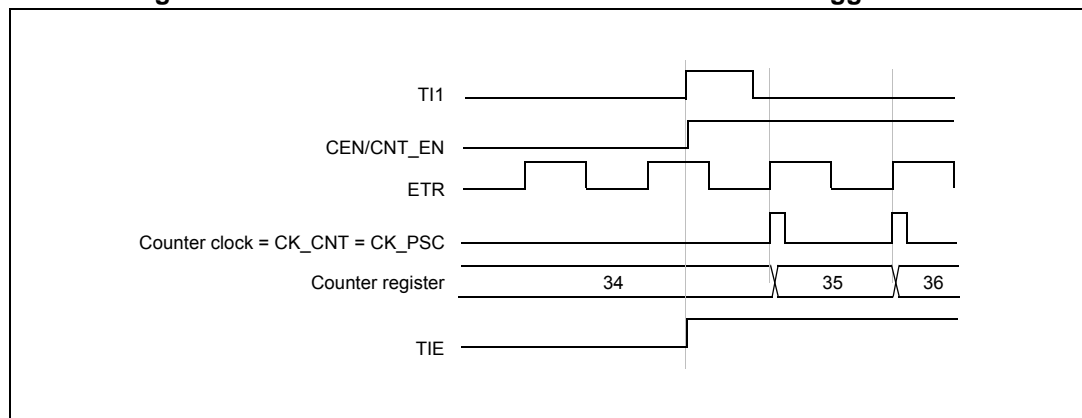 TI1
CEN/CNT_EN
ETR
Counter clock = CK_CNT = CK_PSC
Counter register 34 35 36
TIE